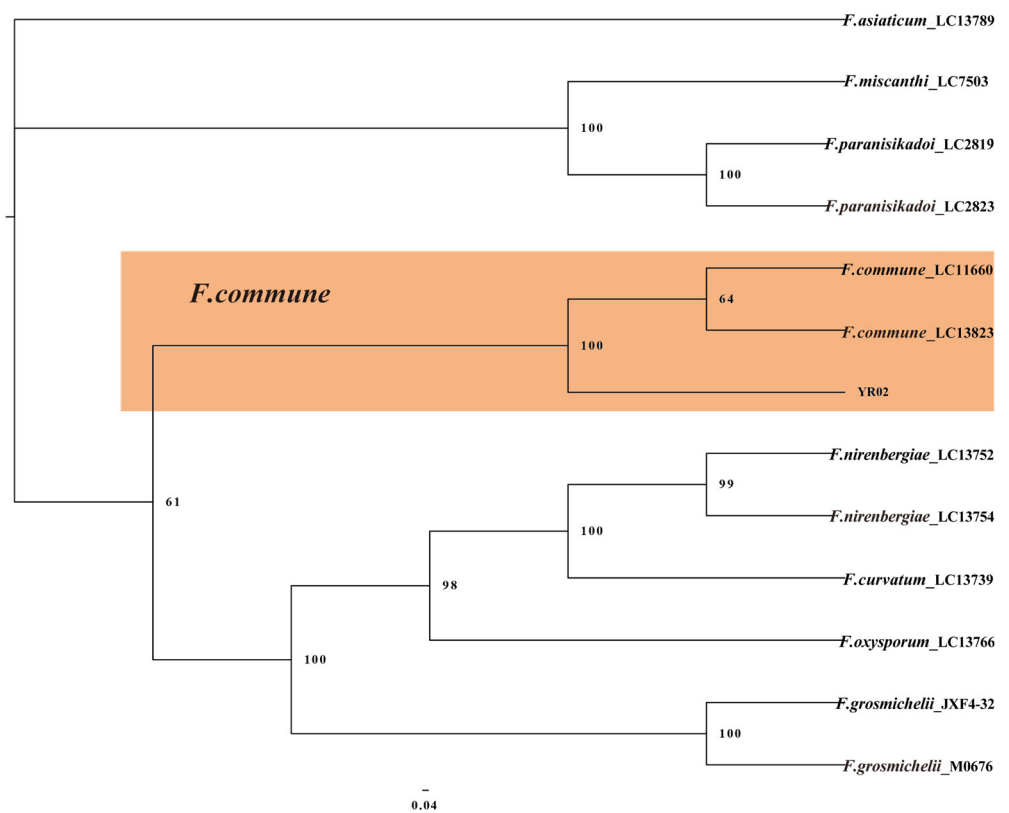 F.asiaticum_LC13789
F.miscanthi_LC7503
100
F.paranisikadoi_LC2819
100
F.paranisikadoi_LC2823
F.commune
F.commune_LC11660
64
F.commune_LC13823
100
YR02
F.nirenbergiae_LC13752
99
61
F.nirenbergiae_LC13754
100
F.curvatum_LC13739
98
F.oxysporum_LC13766
100
F.grosmichelii_JXF4-32
100
F.grosmichelii_M0676
0.04